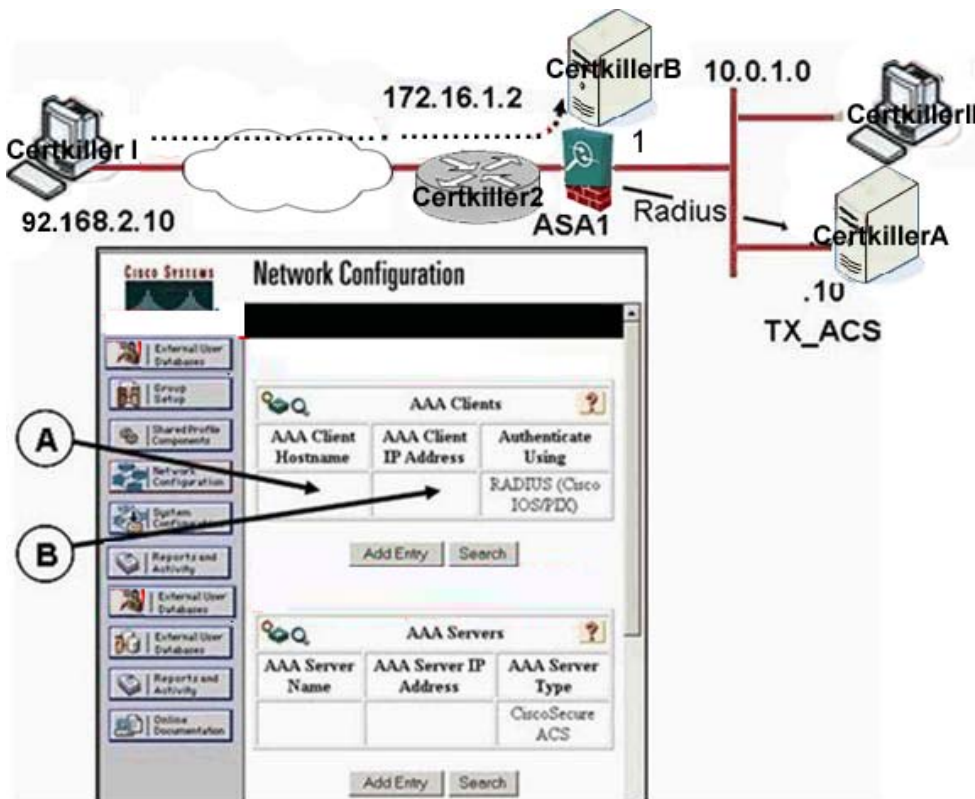 CertkillerB
10.0.1.0
172.16.1.2
Certkiller I
CertkillerII
1
Certkiller2
Radius
92.168.2.10
ASA1
CertkillerA
.10
TX_ACS
CISCO SYSTEMS
Network Configuration
External User Databases
Group Setup
Shared Profile Components
Network Configuration
System Configuration
Reports and Activity
External User Databases
External User Databases
Reports and Activity
Online Documentation
A
B
AAA Clients
?
AAA Client Hostname
AAA Client IP Address
Authenticate Using
RADIUS (Cisco IOS/PIX)
Add Entry
Search
AAA Servers
?
AAA Server Name
AAA Server IP Address
AAA Server Type
CiscoSecure ACS
Add Entry
Search